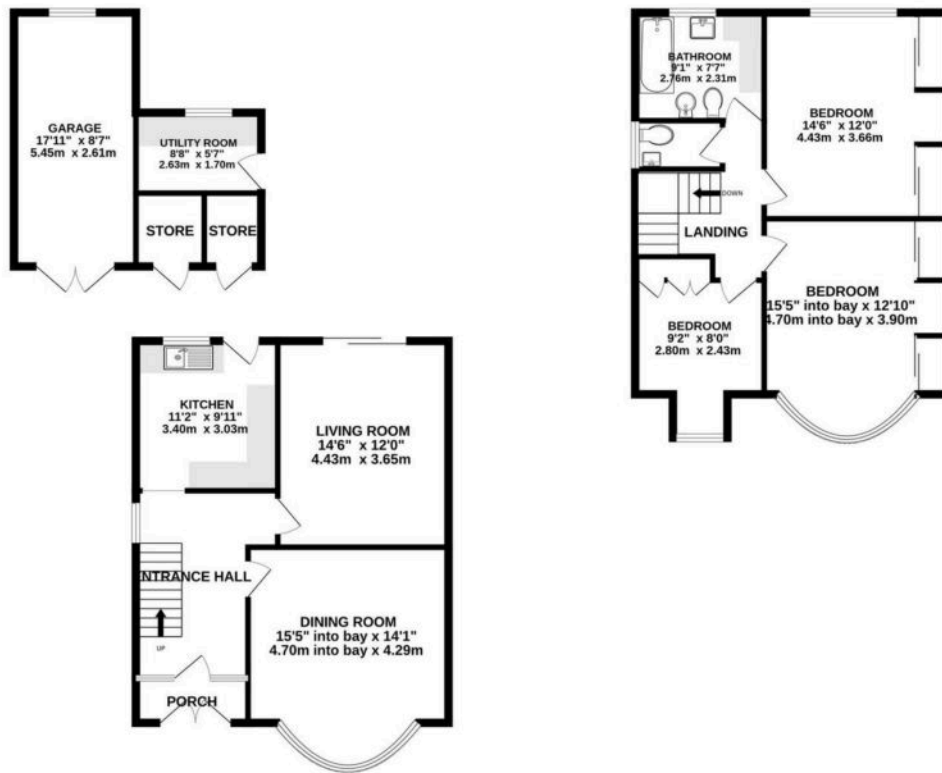 GARAGE
17'11" x 8'7"
5.45m x 2.61m
UTILITY ROOM
8'8" x 5'7"
2.63m x 1.70m
STORE
STORE
KITCHEN
11'2" x 9'11"
3.40m x 3.03m
LIVING ROOM
14'6" x 12'0"
4.43m x 3.65m
ENTRANCE HALL
UP
DINING ROOM
15'5" into bay x 14'1"
4.70m into bay x 4.29m
PORCH
BATHROOM
9'1" x 7'7"
2.76m x 2.31m
BEDROOM
14'6" x 12'0"
4.43m x 3.66m
DOWN
LANDING
BEDROOM
15'5" into bay x 12'10"
4.70m into bay x 3.90m
BEDROOM
9'2" x 8'0"
2.80m x 2.43m